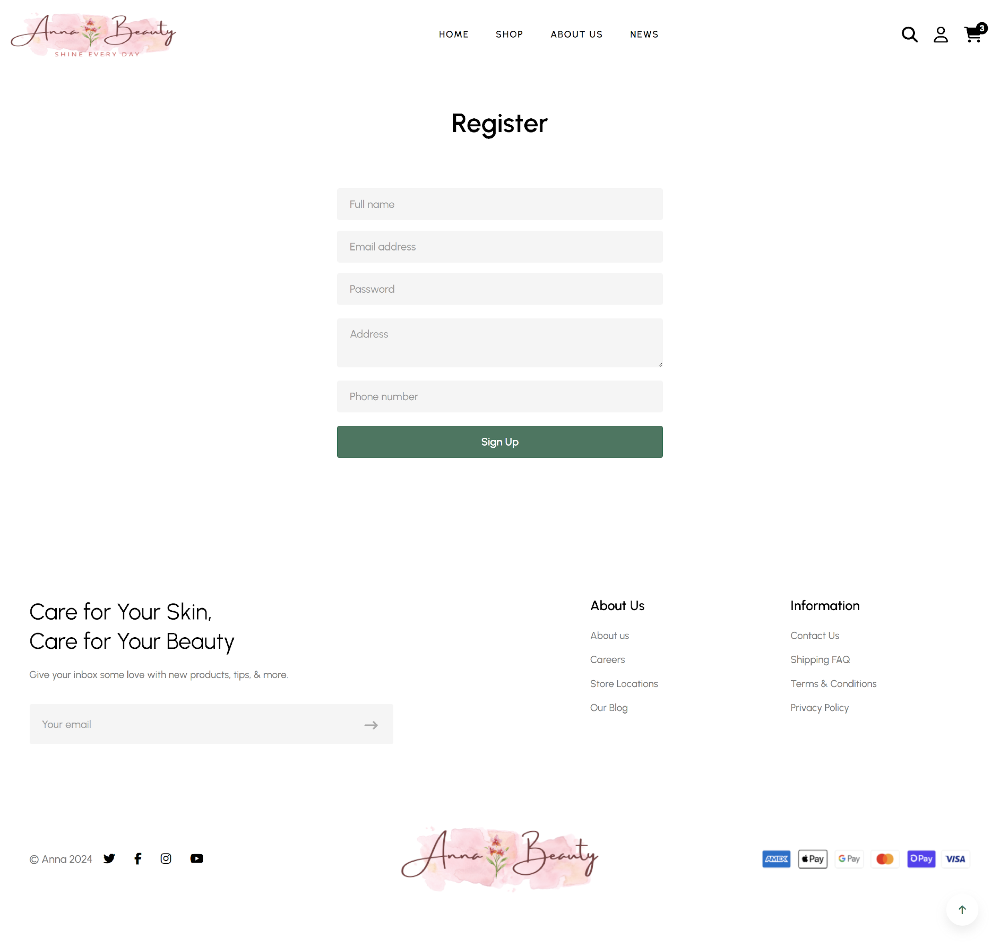 Anna Beauty
SHINE EVERY DAY
HOME
SHOP
ABOUT US
NEWS
3
Register
Full name
Email address
Password
Address
Phone number
Sign Up
Care for Your Skin,
Care for Your Beauty
Give your inbox some love with new products, tips, & more.
Your email
About Us
About us
Careers
Store Locations
Our Blog
Information
Contact Us
Shipping FAQ
Terms & Conditions
Privacy Policy
© Anna 2024
Anna Beauty
AMEX
Pay
G Pay
Pay
VISA